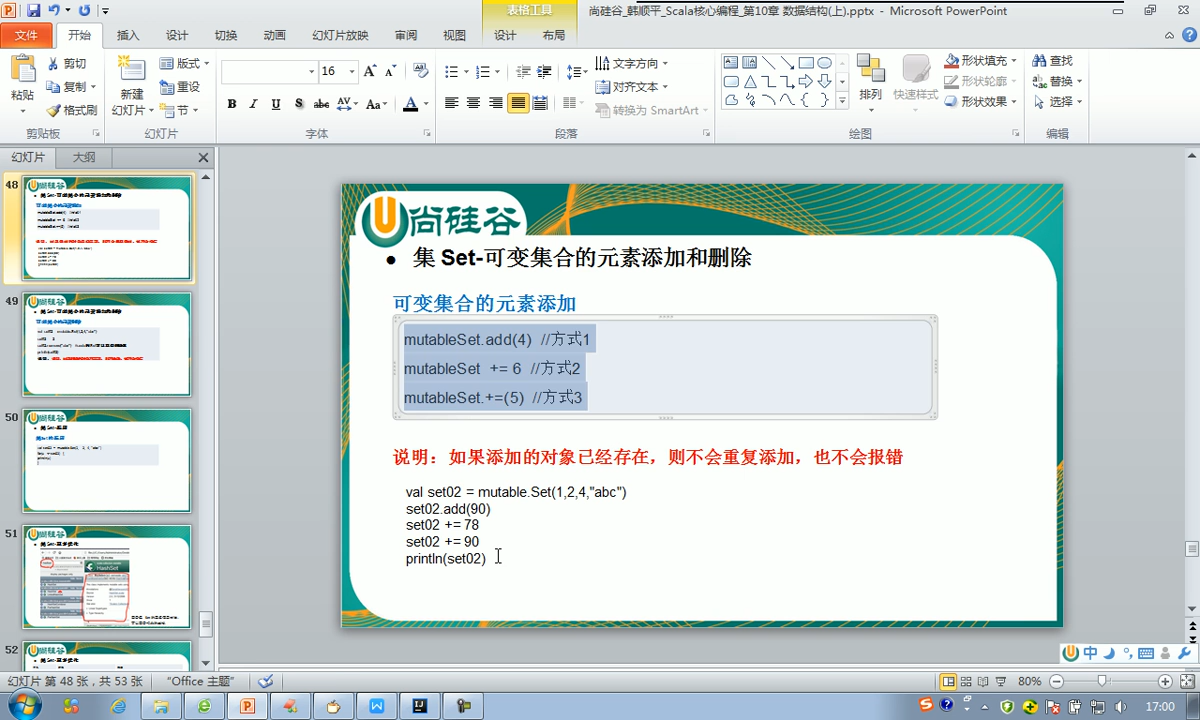 表格工具
尚硅谷_韩顺平_Scala核心编程_第10章 数据结构(上).pptx - Microsoft PowerPoint
文件 开始 插入 设计 切换 动画 幻灯片放映 审阅 视图 设计 布局
粘贴
剪切
复制
格式刷
剪贴板
新建
幻灯片
版式
重设
节
幻灯片
16
B I U S abc AV Aa A
字体
文字方向
对齐文本
转换为 SmartArt
段落
排列
快速样式
形状填充
形状轮廓
形状效果
绘图
查找
替换
选择
编辑
幻灯片 大纲
48
49
50
51
52
尚硅谷
集 Set-可变集合的元素添加和删除
可变集合的元素添加
mutableSet.add(4) //方式1
mutableSet += 6 //方式2
mutableSet.+=(5) //方式3
说明：如果添加的对象已经存在，则不会重复添加，也不会报错
val set02 = mutable.Set(1,2,4,"abc")
set02.add(90)
set02 += 78
set02 += 90
println(set02)
中
幻灯片 第 48 张，共 53 张 "Office 主题" 80%
17:00